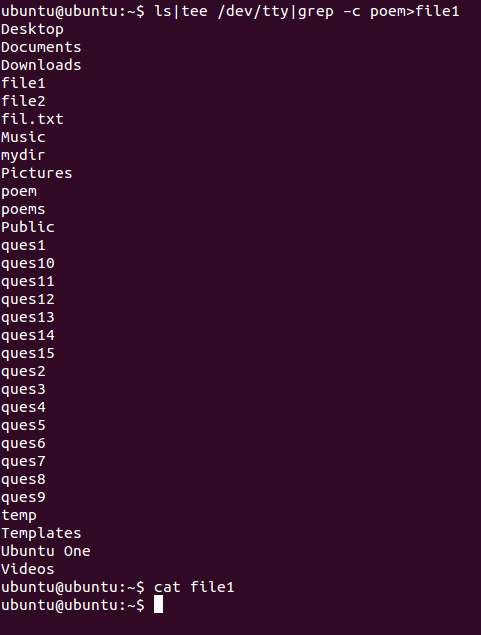 ubuntu@ubuntu:~$ ls|tee /dev/tty|grep -c poem>file1
Desktop
Documents
Downloads
file1
file2
fil.txt
Music
mydir
Pictures
poem
poems
Public
ques1
ques10
ques11
ques12
ques13
ques14
ques15
ques2
ques3
ques4
ques5
ques6
ques7
ques8
ques9
temp
Templates
Ubuntu One
Videos
ubuntu@ubuntu:~$ cat file1
ubuntu@ubuntu:~$